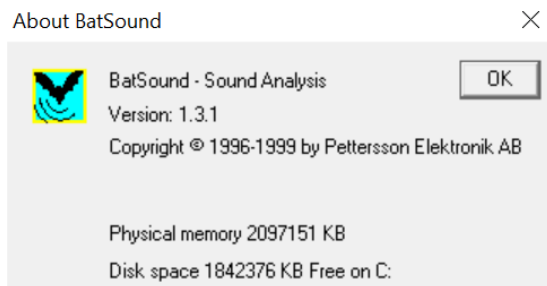 About BatSound
OK
BatSound - Sound Analysis
Version: 1.3.1
Copyright © 1996-1999 by Pettersson Elektronik AB
Physical memory 2097151 KB
Disk space 1842376 KB Free on C: